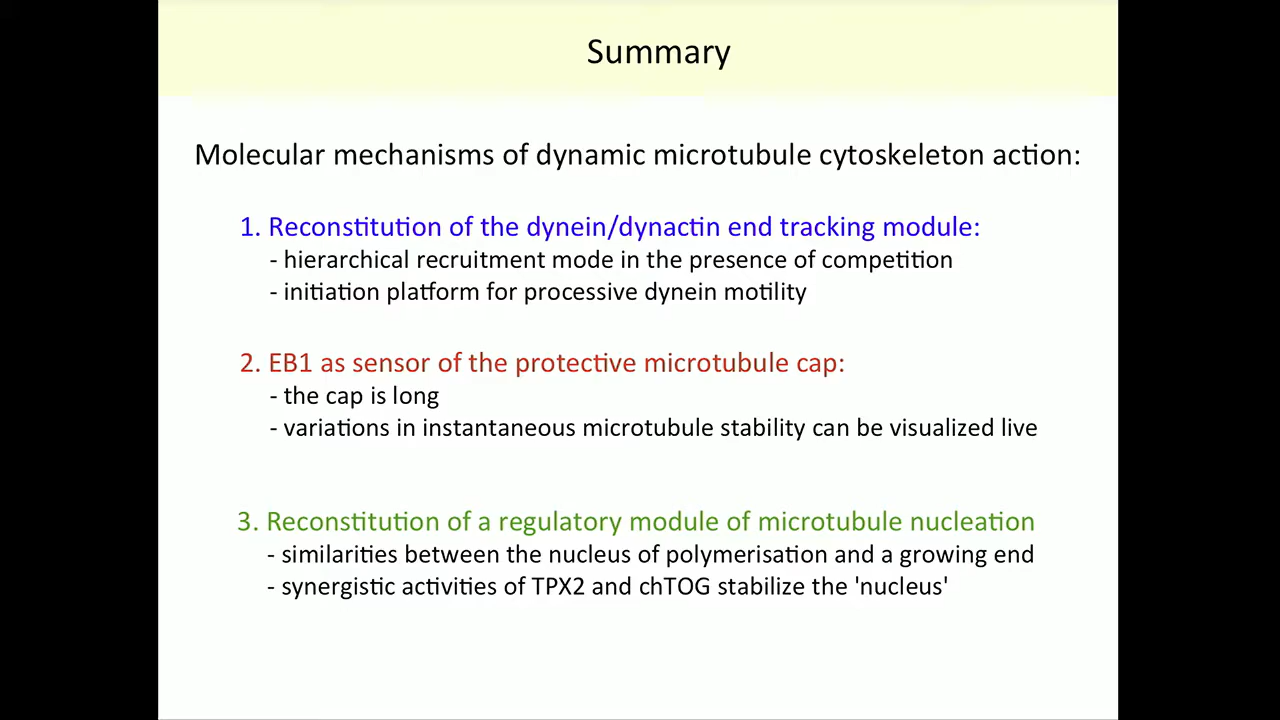 Summary
Molecular mechanisms of dynamic microtubule cytoskeleton action:
1. Reconstitution of the dynein/dynactin end tracking module:
- hierarchical recruitment mode in the presence of competition
- initiation platform for processive dynein motility
2. EB1 as sensor of the protective microtubule cap:
- the cap is long
- variations in instantaneous microtubule stability can be visualized live
3. Reconstitution of a regulatory module of microtubule nucleation
- similarities between the nucleus of polymerisation and a growing end
- synergistic activities of TPX2 and chTOG stabilize the 'nucleus'